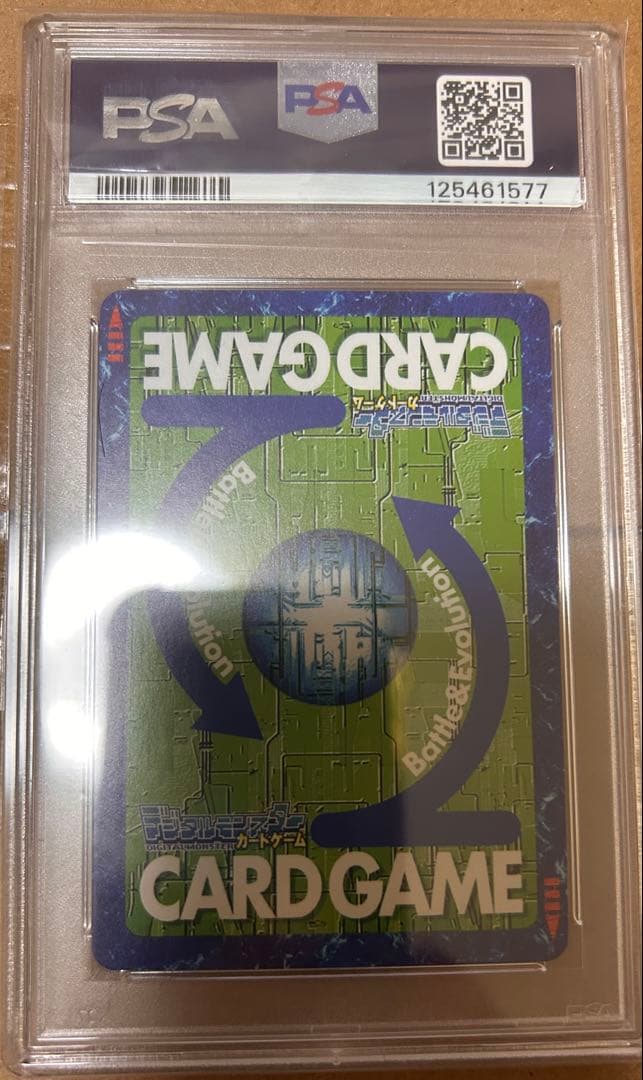 PSA
PSA
125461577
CARD GAME
デジタルモンスター
DIGITAL MONSTER
カードゲーム
Battle
olution
Battle&Evolution
デジタルモンスター
DIGITAL MONSTER カードゲーム
CARD GAME